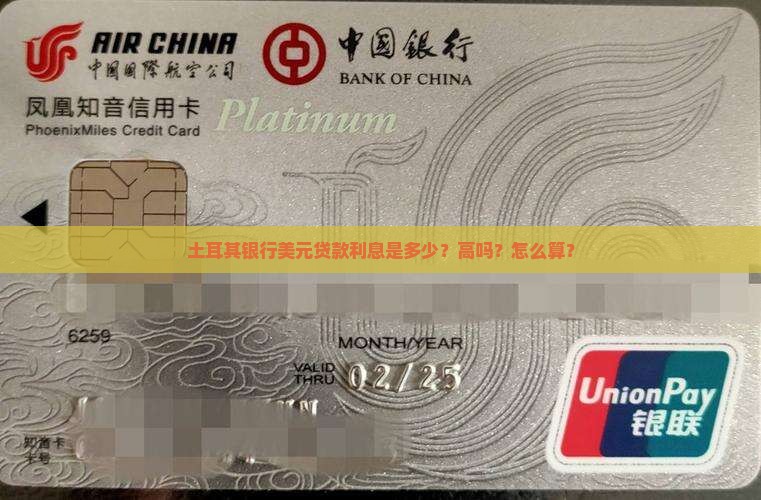 AIR CHINA
中国国际航空公司
中国银行
BANK OF CHINA
凤凰知音信用卡
PhoenixMiles Credit Card
Platinum
土耳其银行美元贷款利息是多少？高吗？怎么算？
6259
MONTH/YEAR
VALID
THRU
02/25
知音卡
卡号
UnionPay
银联